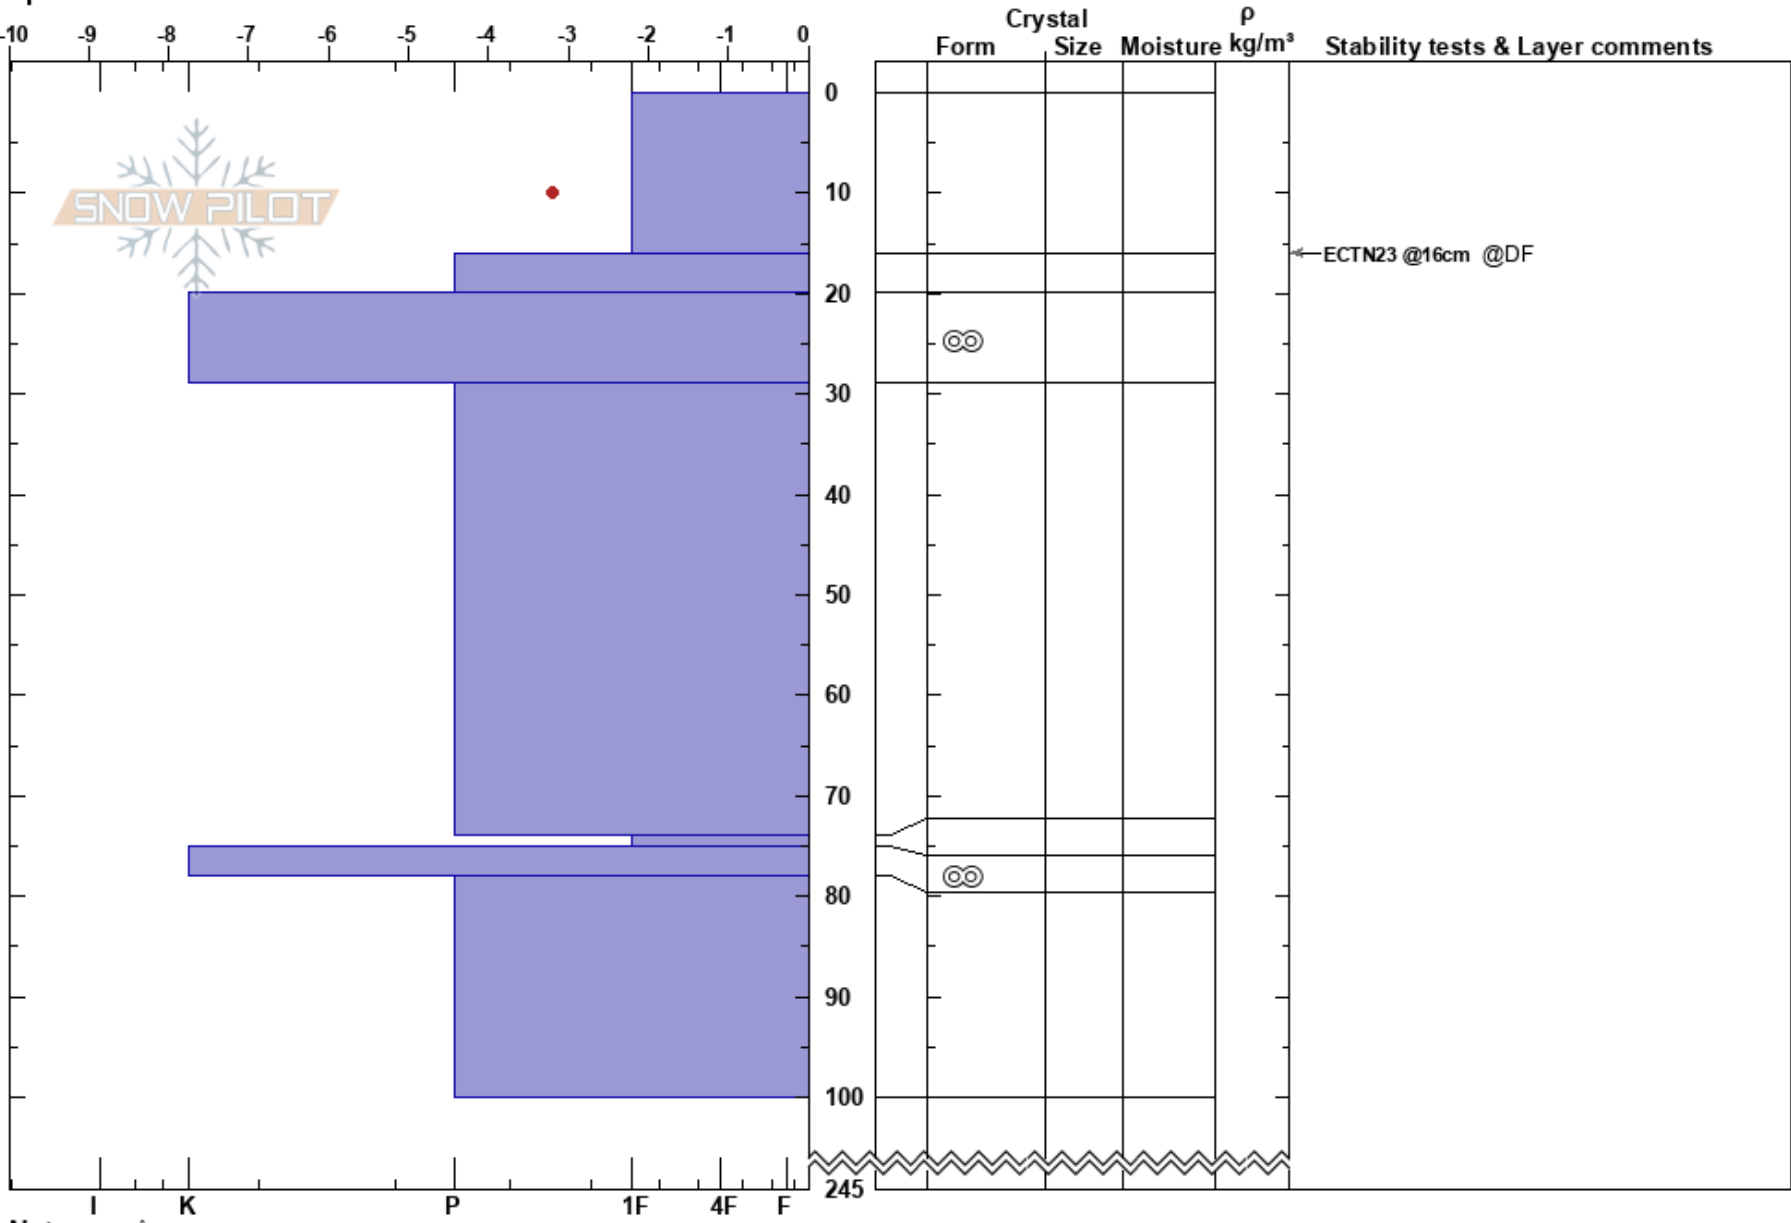 Crystal ρ
-10 -9 -8 -7 -6 -5 -4 -3 -2 -1 0 Form Size Moisture kg/m³ Stability tests & Layer comments
0
SNOW PILOT 10
ECTN23 @16cm @DF
20
30
40
50
60
70
80
90
100
245
I K P 1F 4F F